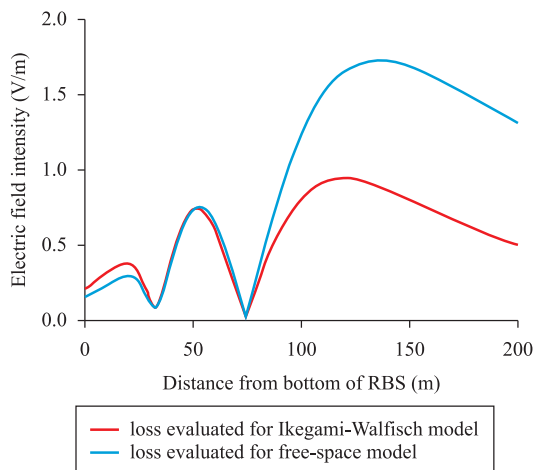 Electric field intensity (V/m)
2.0
1.5
1.0
0.5
0.0
0 50 100 150 200
Distance from bottom of RBS (m)
loss evaluated for Ikegami-Walfisch model
loss evaluated for free-space model